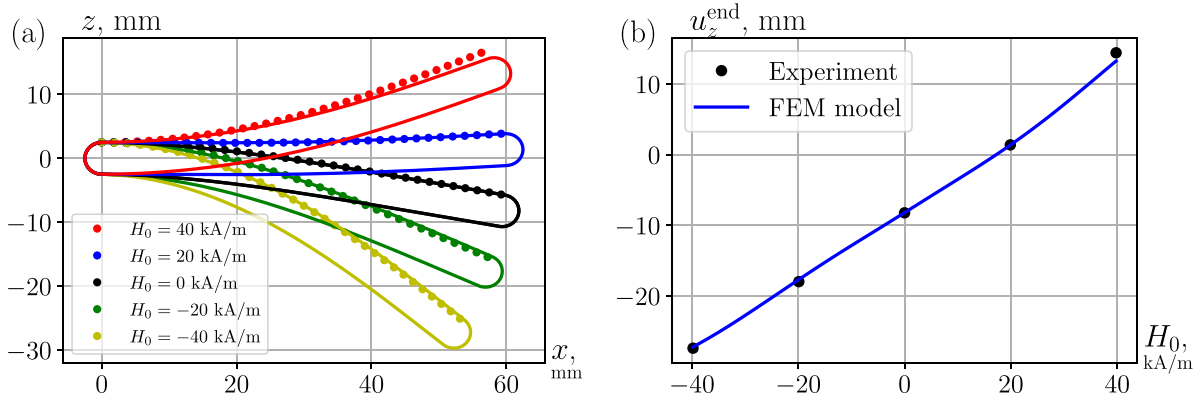 (a)
z, mm
10
0
−10
−20
−30
H₀ = 40 kA/m
H₀ = 20 kA/m
H₀ = 0 kA/m
H₀ = −20 kA/m
H₀ = −40 kA/m
0 20 40 60
x,
mm
(b)
u_z^end, mm
Experiment
FEM model
10
0
−10
−20
−40 −20 0 20 40
H₀,
kA/m